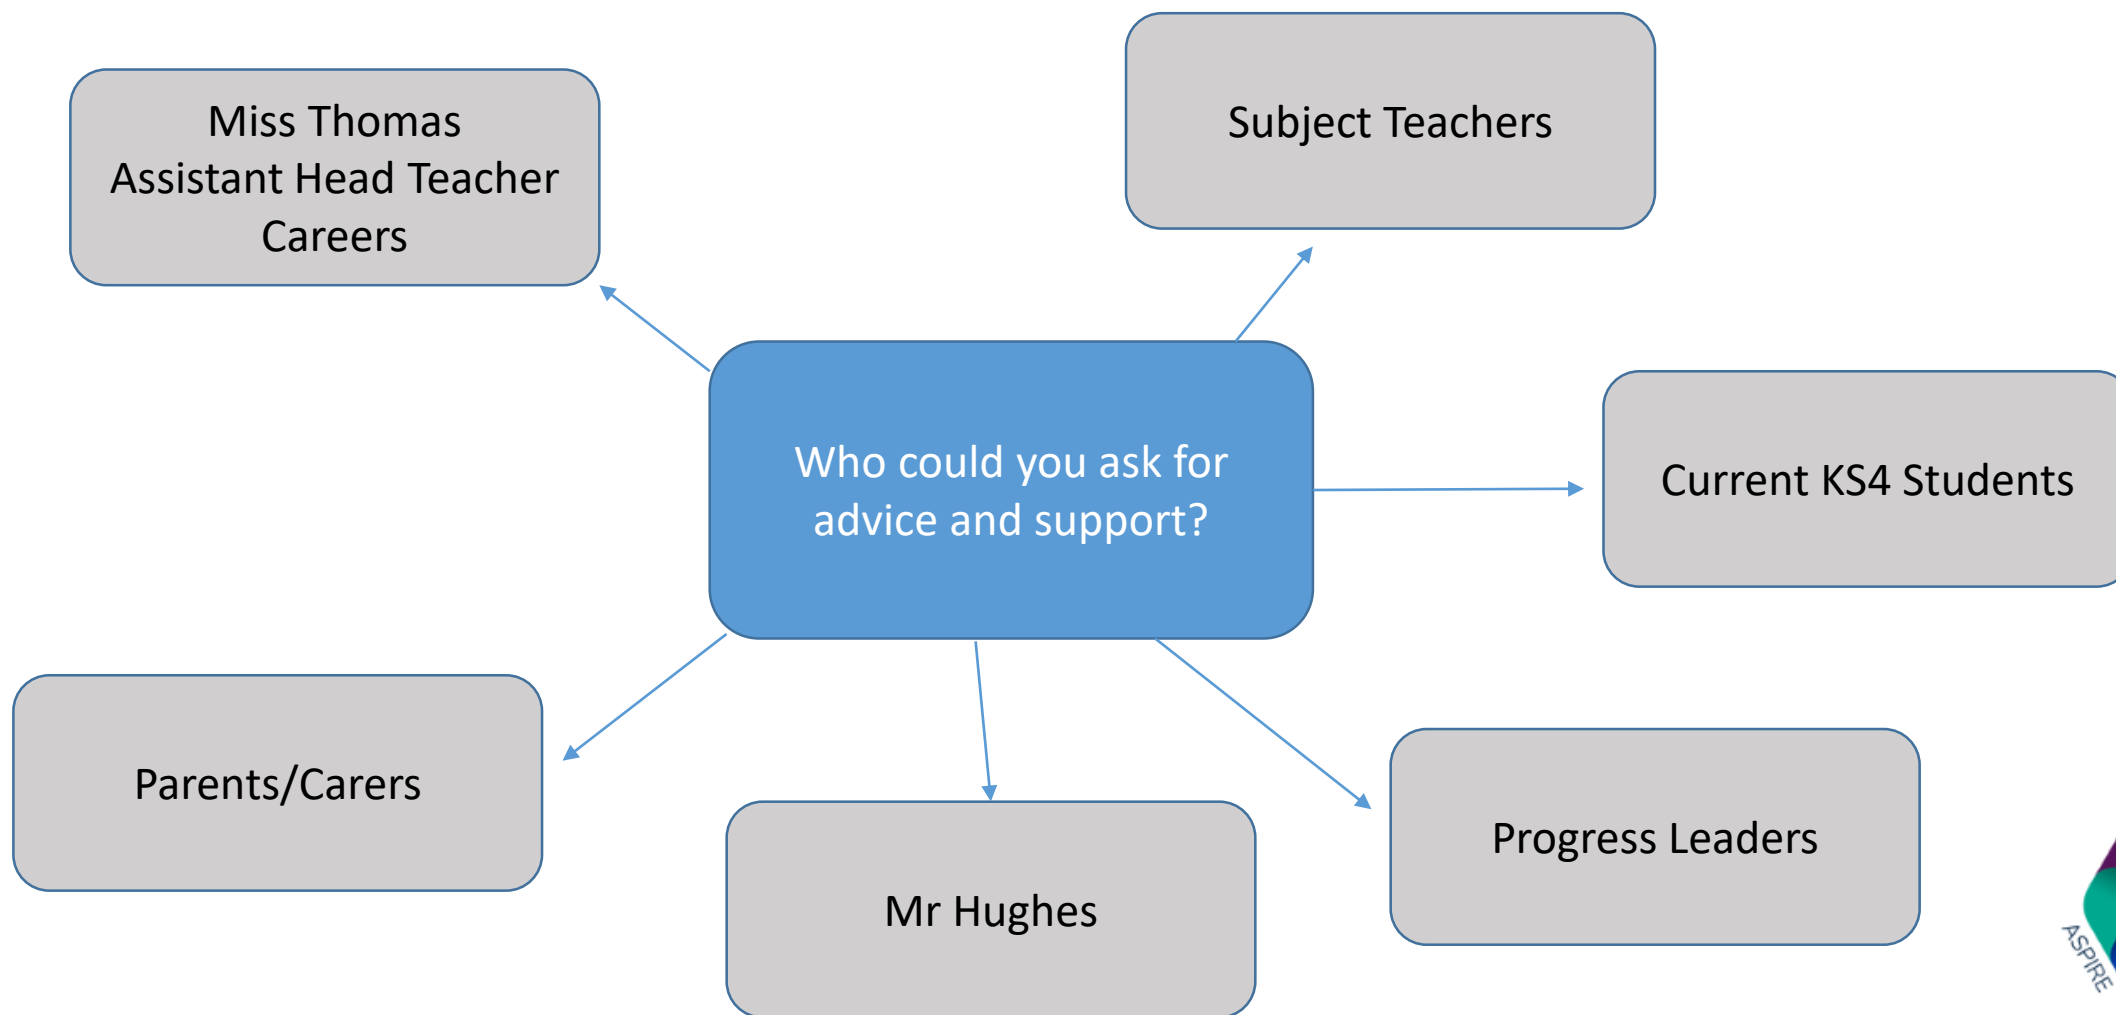 Miss Thomas
Assistant Head Teacher
Careers
Subject Teachers
Who could you ask for
advice and support?
Current KS4 Students
Parents/Carers
Mr Hughes
Progress Leaders
ASPIRE